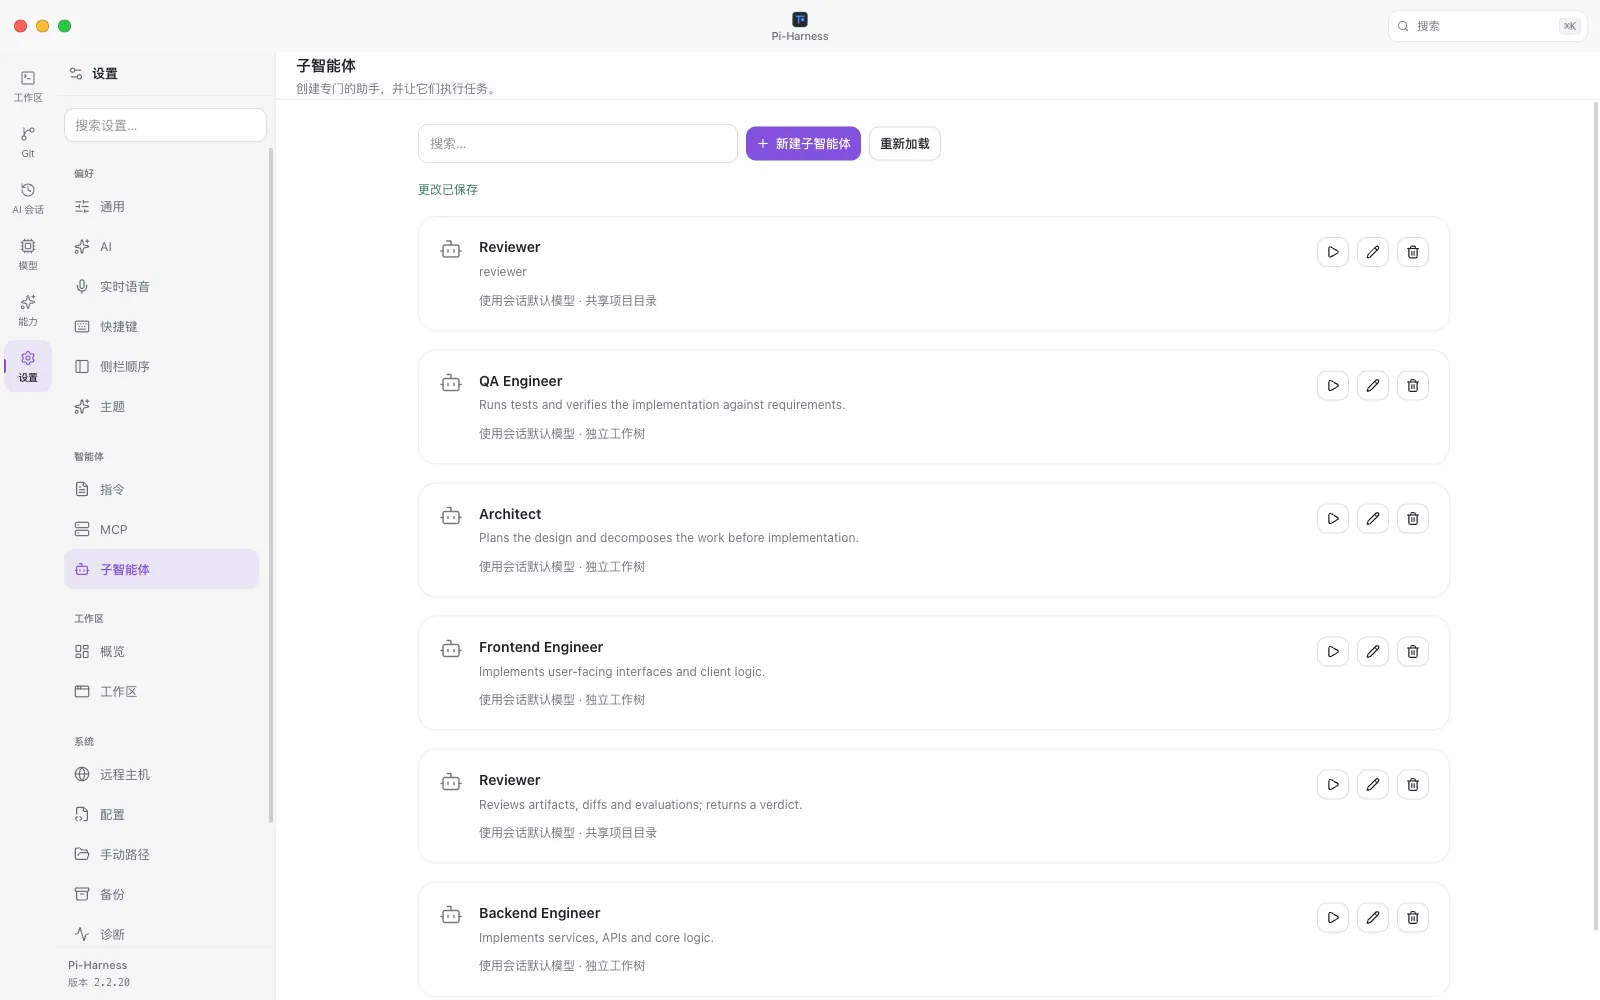 Pi-Harness
搜索
⌘K
工作区
Git
AI 会话
模型
能力
设置
设置
搜索设置...
偏好
通用
AI
实时语音
快捷键
侧栏顺序
主题
智能体
指令
MCP
子智能体
工作区
概览
工作区
系统
远程主机
配置
手动路径
备份
诊断
Pi-Harness
版本 2.2.20
子智能体
创建专门的助手，并让它们执行任务。
搜索...
新建子智能体
重新加载
更改已保存
Reviewer
reviewer
使用会话默认模型 · 共享项目目录
QA Engineer
Runs tests and verifies the implementation against requirements.
使用会话默认模型 · 独立工作树
Architect
Plans the design and decomposes the work before implementation.
使用会话默认模型 · 独立工作树
Frontend Engineer
Implements user-facing interfaces and client logic.
使用会话默认模型 · 独立工作树
Reviewer
Reviews artifacts, diffs and evaluations; returns a verdict.
使用会话默认模型 · 共享项目目录
Backend Engineer
Implements services, APIs and core logic.
使用会话默认模型 · 独立工作树